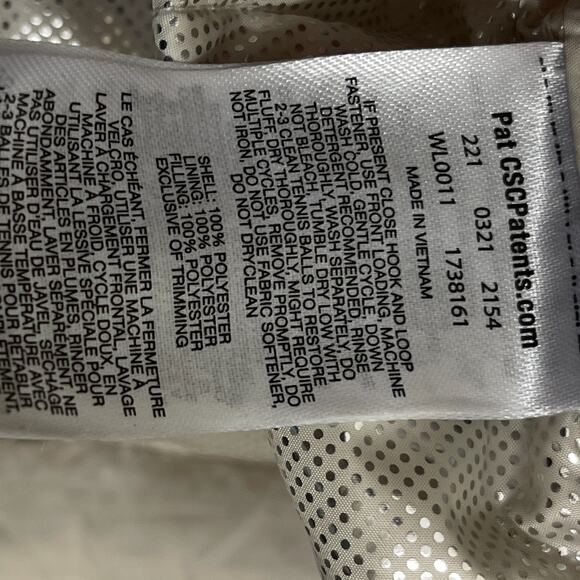 Pat CSCPatents.com
221 0321 2154
WL0011 1738161
MADE IN VIETNAM
IF PRESENT CLOSE HOOK AND LOOP
FASTENER, USE FRONT LOADING, MACHINE
WASH COLD, GENTLE CYCLE, DOWN
DETERGENT RECOMMENDED, RINSE
THOROUGHLY, WASH SEPARATELY, DO
NOT BLEACH, TUMBLE DRY LOW WITH
2-3 CLEAN TENNIS BALLS TO RESTORE
FLUFF. DRY THOROUGHLY, MIGHT REQUIRE
MULTIPLE CYCLES, REMOVE PROMPTLY, DO
NOT IRON, DO NOT USE FABRIC SOFTENER,
DO NOT DRYCLEAN
SHELL: 100% POLYESTER
LINING: 100% POLYESTER
FILLING: 100% POLYESTER
EXCLUSIVE OF TRIMMING
LE CAS ÉCHÉANT, FERMER LA FERMETURE
VELCRO, UTILISER UNE MACHINE À
LAVER À CHARGEMENT FRONTAL, LAVAGE
MACHINE À FROID, CYCLE DOUX, EN
UTILISANT LA LESSIVE SPÉCIALE POUR
DES ARTICLES EN PLUMES, RINCER
ABONDAMMENT, LAVER SÉPARÉMENT, NE
PAS UTILISER D'EAU DE JAVEL, SÉCHAGE
MACHINE À BASSE TEMPÉRATURE AVEC
2-3 BALLES DE TENNIS POUR RÉTABLIR